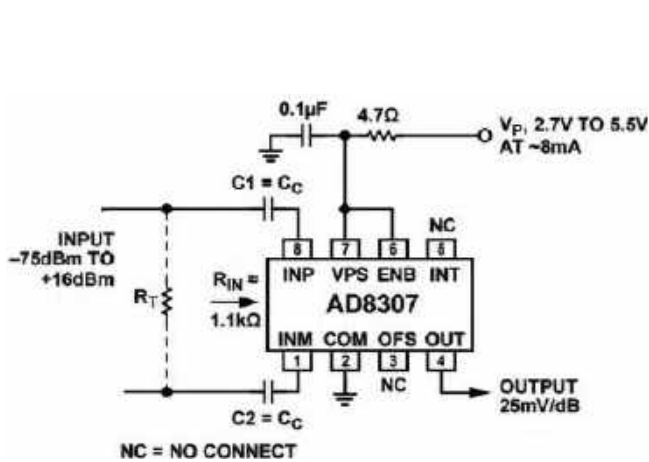 0.1µF
4.7Ω
VP, 2.7V TO 5.5V
AT ~8mA
C1 = CC
NC
INPUT
–75dBm TO
+16dBm
8
7
6
5
INP
VPS
ENB
INT
RIN =
1.1kΩ
RT
AD8307
INM
COM
OFS
OUT
1
2
3
4
NC
OUTPUT
25mV/dB
C2 = CC
NC = NO CONNECT